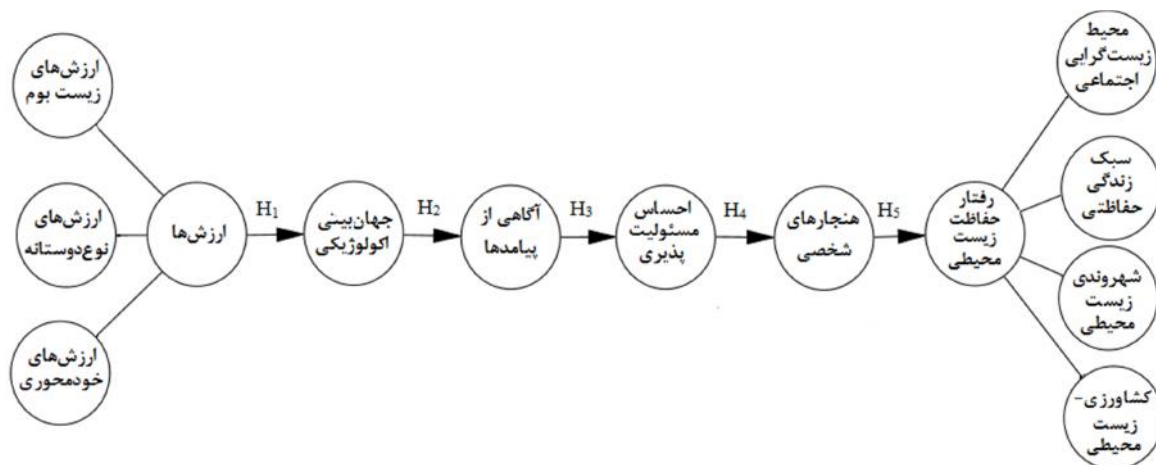 ارزش‌های
زیست بوم
ارزش‌های
نوع‌دوستانه
ارزش‌های
خودمحوری
ارزش‌ها
H1
جهان‌بینی
اکولوژیکی
H2
آگاهی از
پیامدها
H3
احساس
مسئولیت
پذیری
H4
هنجارهای
شخصی
H5
رفتار
حفاظت
زیست
محیطی
محیط
زیست‌گرایی
اجتماعی
سبک
زندگی
حفاظتی
شهروندی
زیست
محیطی
کشاورزی-
زیست
محیطی